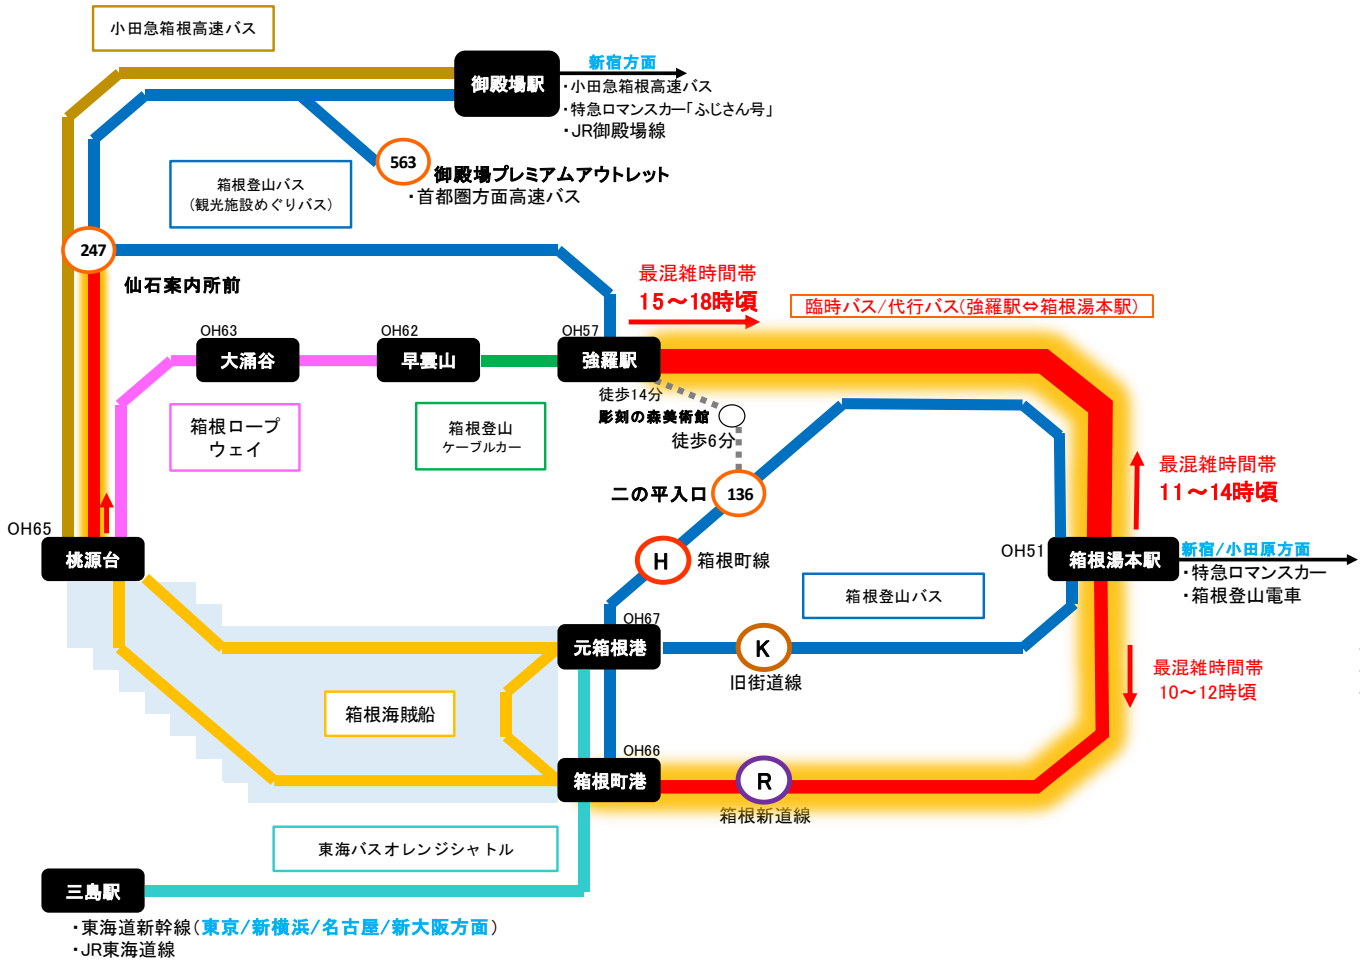 小田急箱根高速バス
御殿場駅
新宿方面
・小田急箱根高速バス
・特急ロマンスカー「ふじさん号」
・JR御殿場線
563
御殿場プレミアムアウトレット
・首都圏方面高速バス
箱根登山バス
(観光施設めぐりバス)
247
仙石案内所前
最混雑時間帯
15～18時頃
臨時バス/代行バス(強羅駅⇔箱根湯本駅)
OH63
大涌谷
OH62
早雲山
OH57
強羅駅
徒歩14分
彫刻の森美術館
徒歩6分
箱根ロープ
ウェイ
箱根登山
ケーブルカー
二の平入口
136
最混雑時間帯
11～14時頃
OH65
桃源台
H
箱根町線
OH51
箱根湯本駅
新宿/小田原方面
・特急ロマンスカー
・箱根登山電車
箱根登山バス
OH67
元箱根港
K
旧街道線
最混雑時間帯
10～12時頃
箱根海賊船
OH66
箱根町港
R
箱根新道線
東海バスオレンジシャトル
三島駅
・東海道新幹線(東京/新横浜/名古屋/新大阪方面)
・JR東海道線